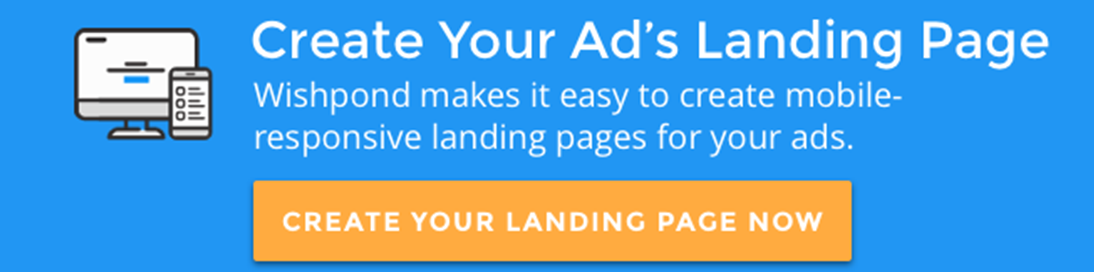 Create Your Ad’s Landing Page
Wishpond makes it easy to create mobile-
responsive landing pages for your ads.
CREATE YOUR LANDING PAGE NOW